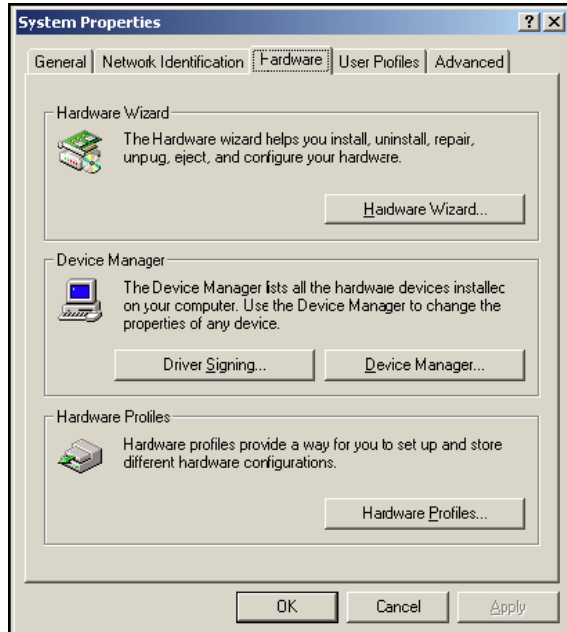 System Properties
General
Network Identification
Hardware
User Profiles
Advanced
Hardware Wizard
The Hardware wizard helps you install, uninstall, repair,
unpug, eject, and configure your hardware.
Hardware Wizard...
Device Manager
The Device Manager lists all the hardware devices installed
on your computer. Use the Device Manager to change the
properties of any device.
Driver Signing...
Device Manager...
Hardware Profiles
Hardware profiles provide a way for you to set up and store
different hardware configurations.
Hardware Profiles...
OK
Cancel
Apply